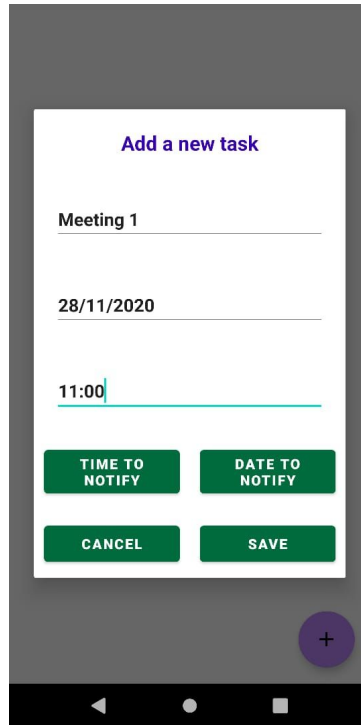 Add a new task
Meeting 1
28/11/2020
11:00
TIME TO
NOTIFY
DATE TO
NOTIFY
CANCEL
SAVE
+